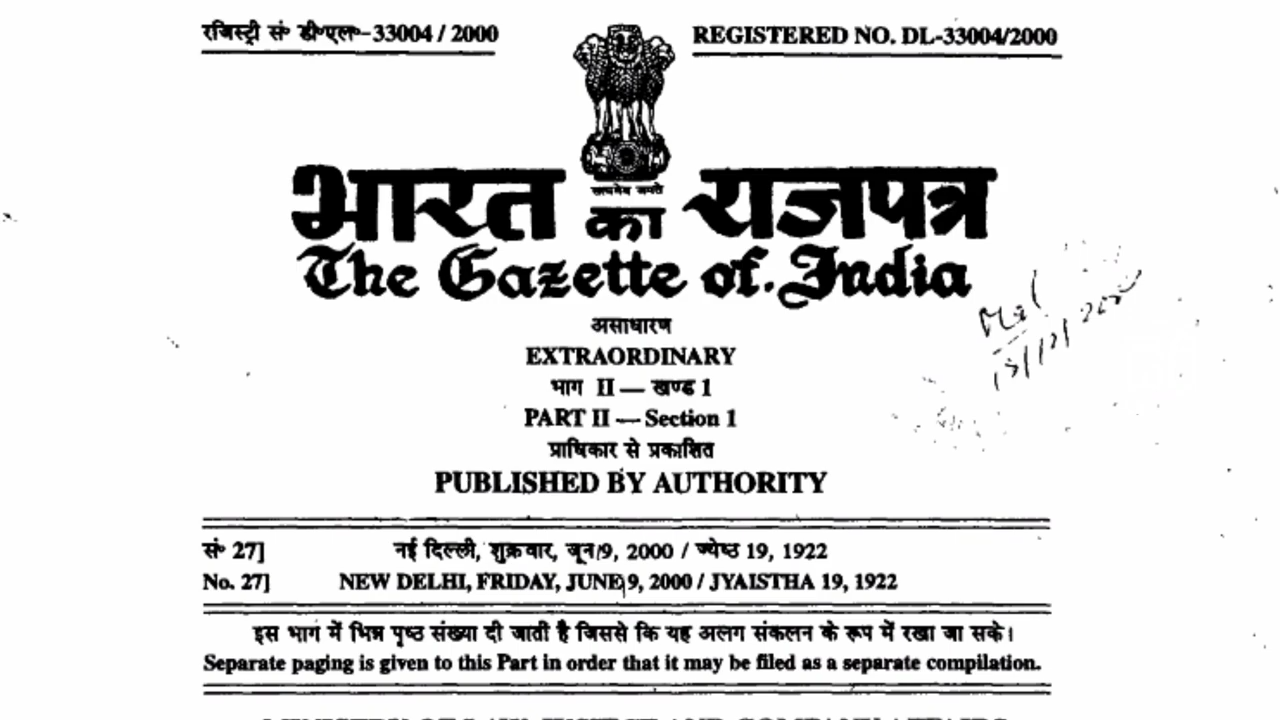 रजिस्ट्री सं॰ डी॰एल॰–33004 / 2000
REGISTERED NO. DL-33004/2000
सत्यमेव जयते
भारत का राजपत्र
The Gazette of India
असाधारण
EXTRAORDINARY
भाग II — खण्ड 1
PART II — Section 1
प्राधिकार से प्रकाशित
PUBLISHED BY AUTHORITY
सं॰ 27] नई दिल्ली, शुक्रवार, जून 9, 2000 / ज्येष्ठ 19, 1922
No. 27] NEW DELHI, FRIDAY, JUNE 9, 2000 / JYAISTHA 19, 1922
इस भाग में भिन्न पृष्ठ संख्या दी जाती है जिससे कि यह अलग संकलन के रूप में रखा जा सके।
Separate paging is given to this Part in order that it may be filed as a separate compilation.